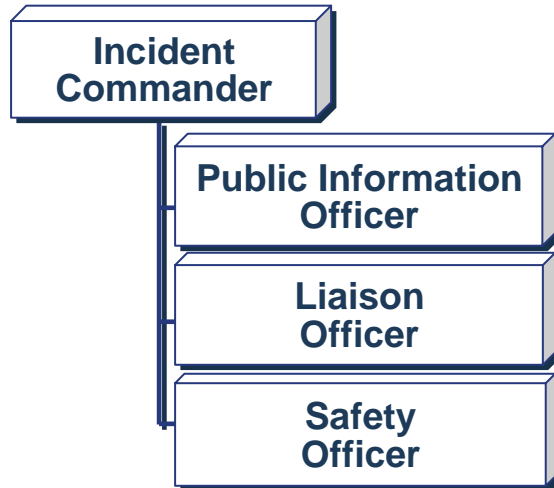 Incident
Commander
Public Information
Officer
Liaison
Officer
Safety
Officer